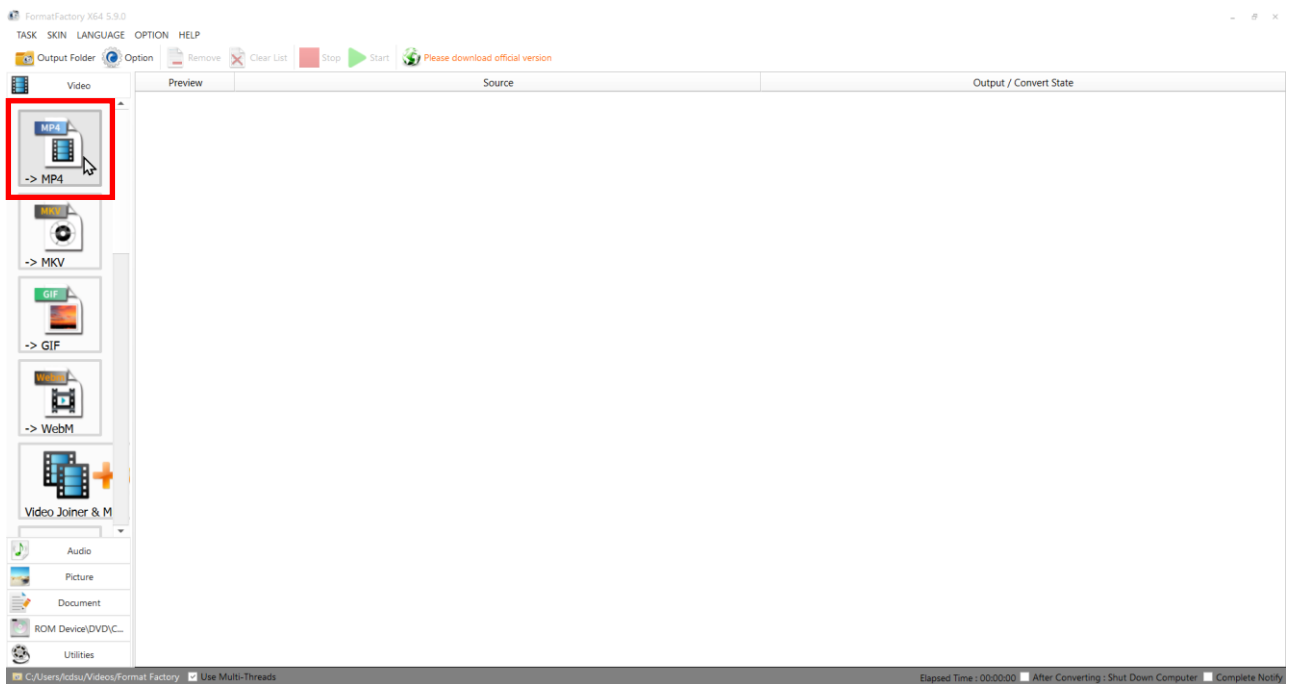 FormatFactory X64 5.9.0
TASK SKIN LANGUAGE OPTION HELP
Output Folder Option Remove Clear List Stop Start Please download official version
Video Preview Source Output / Convert State
MP4
-> MP4
MKV
-> MKV
GIF
-> GIF
WebM
-> WebM
Video Joiner & M
Audio
Picture
Document
ROM Device\DVD\C...
Utilities
C:/Users/lcdsu/Videos/Format Factory Use Multi-Threads Elapsed Time : 00:00:00 After Converting : Shut Down Computer Complete Notify